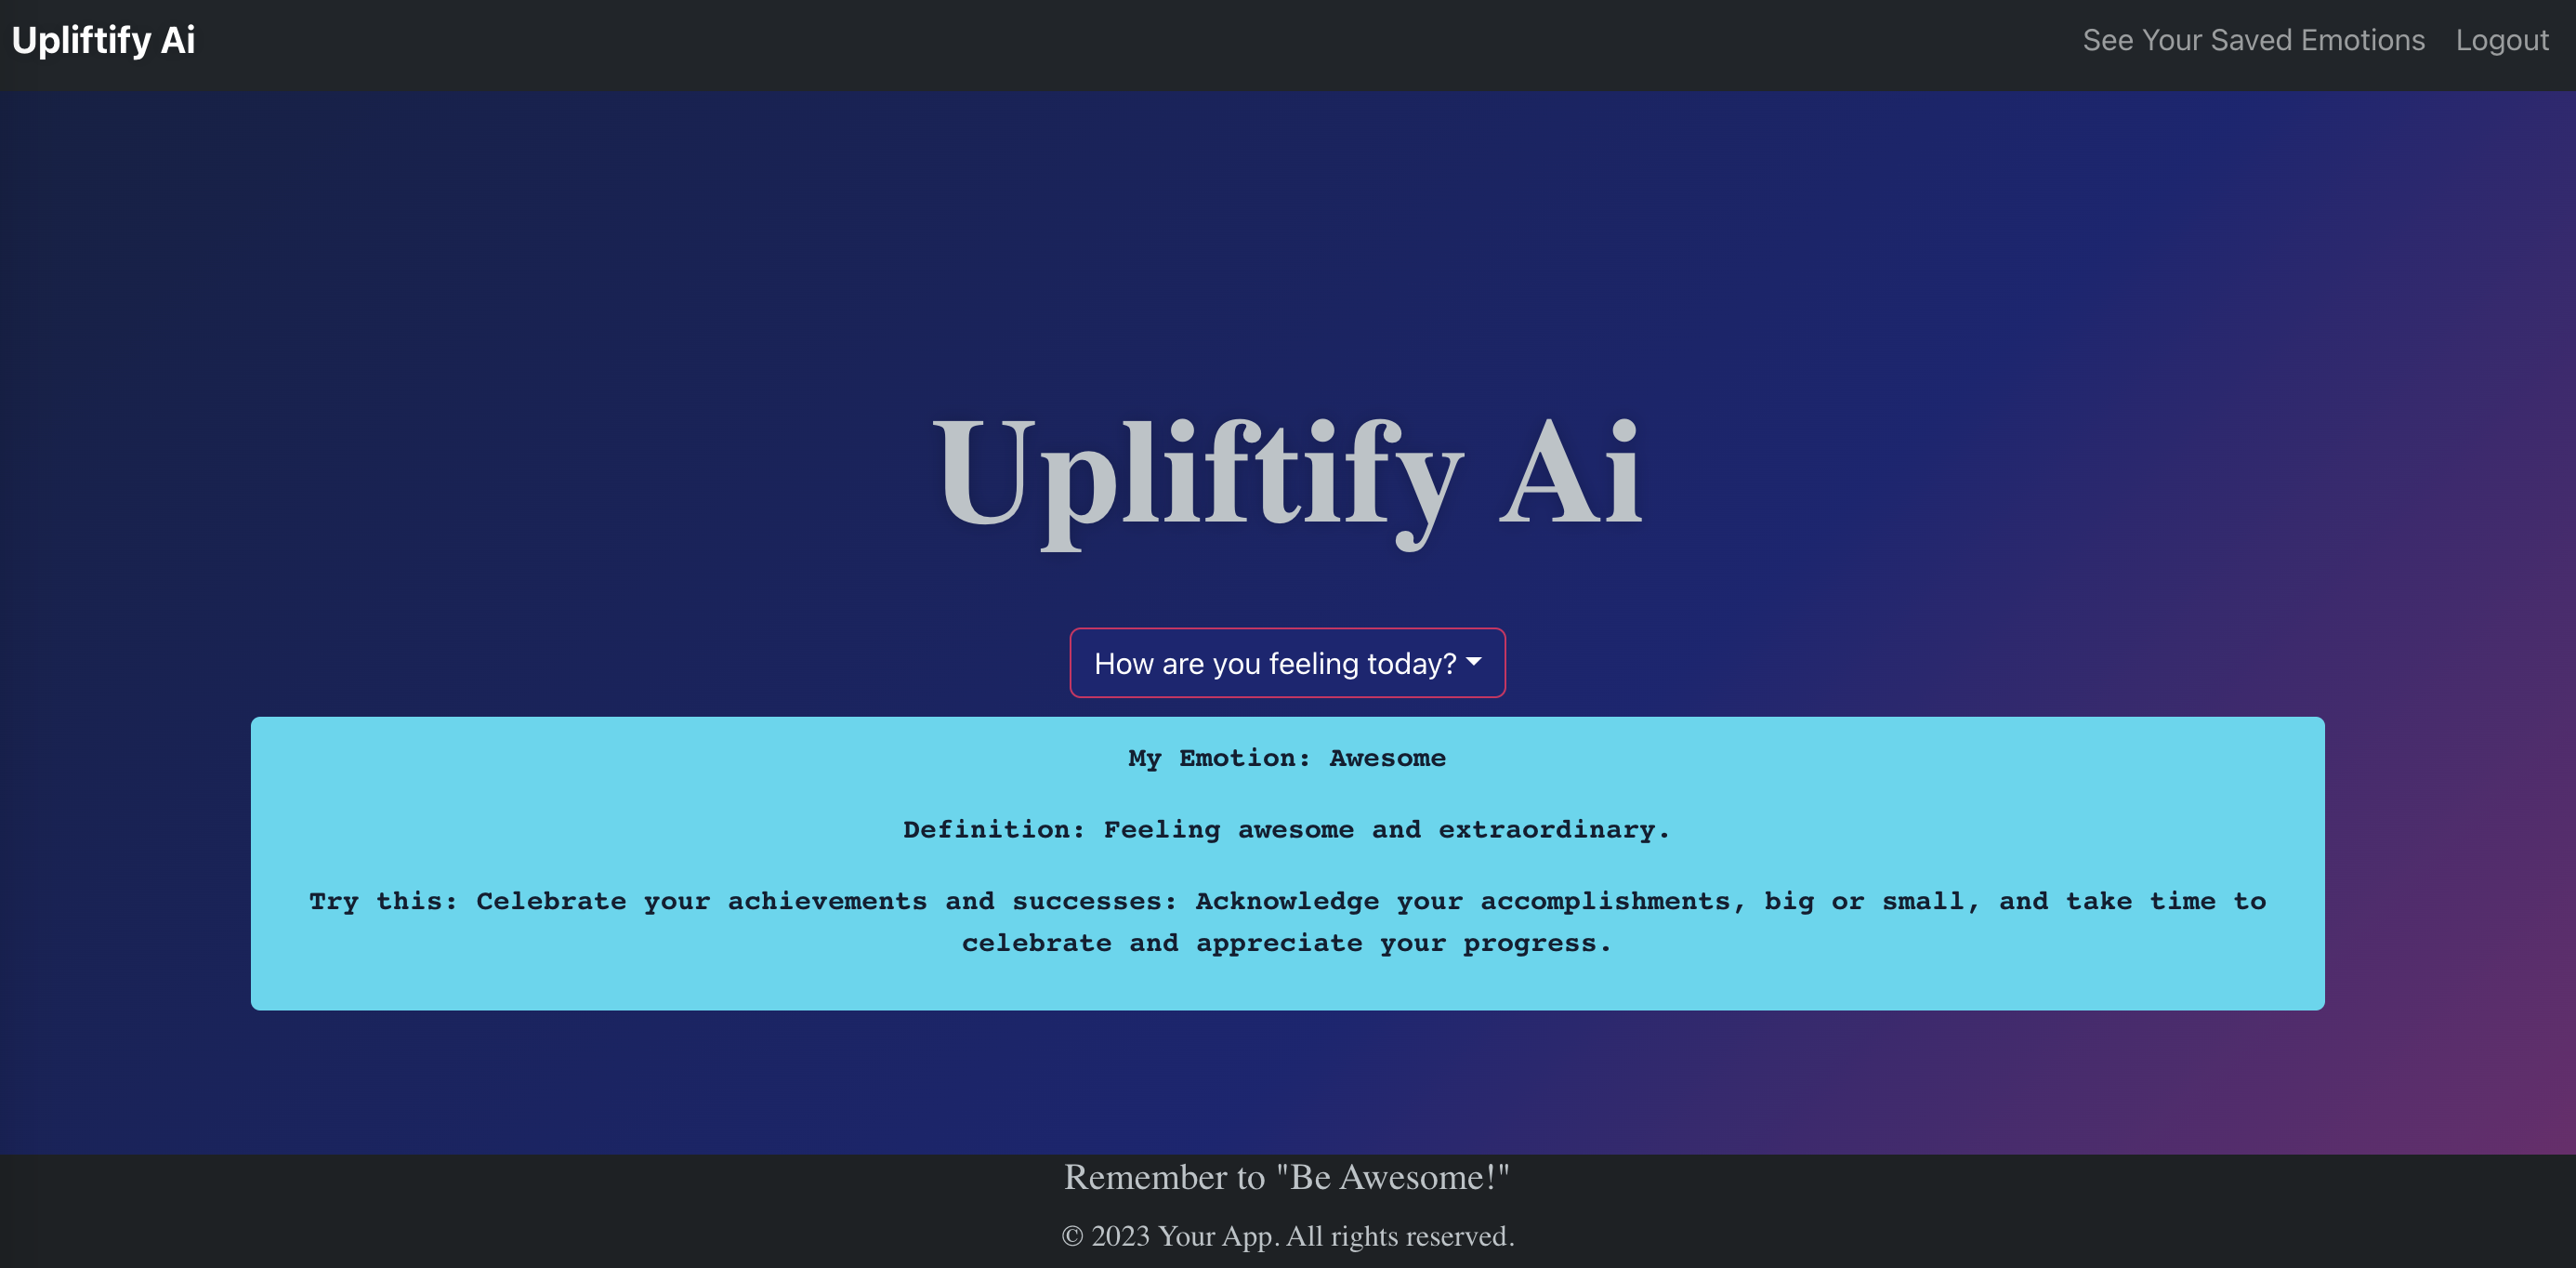 Upliftify Ai
See Your Saved Emotions
Logout
Upliftify Ai
How are you feeling today?
My Emotion: Awesome
Definition: Feeling awesome and extraordinary.
Try this: Celebrate your achievements and successes: Acknowledge your accomplishments, big or small, and take time to
celebrate and appreciate your progress.
Remember to "Be Awesome!"
© 2023 Your App. All rights reserved.